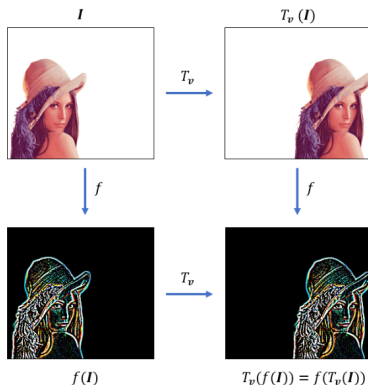 I
T_v (I)
T_v
f
f
T_v
f(I)
T_v(f(I)) = f(T_v(I))